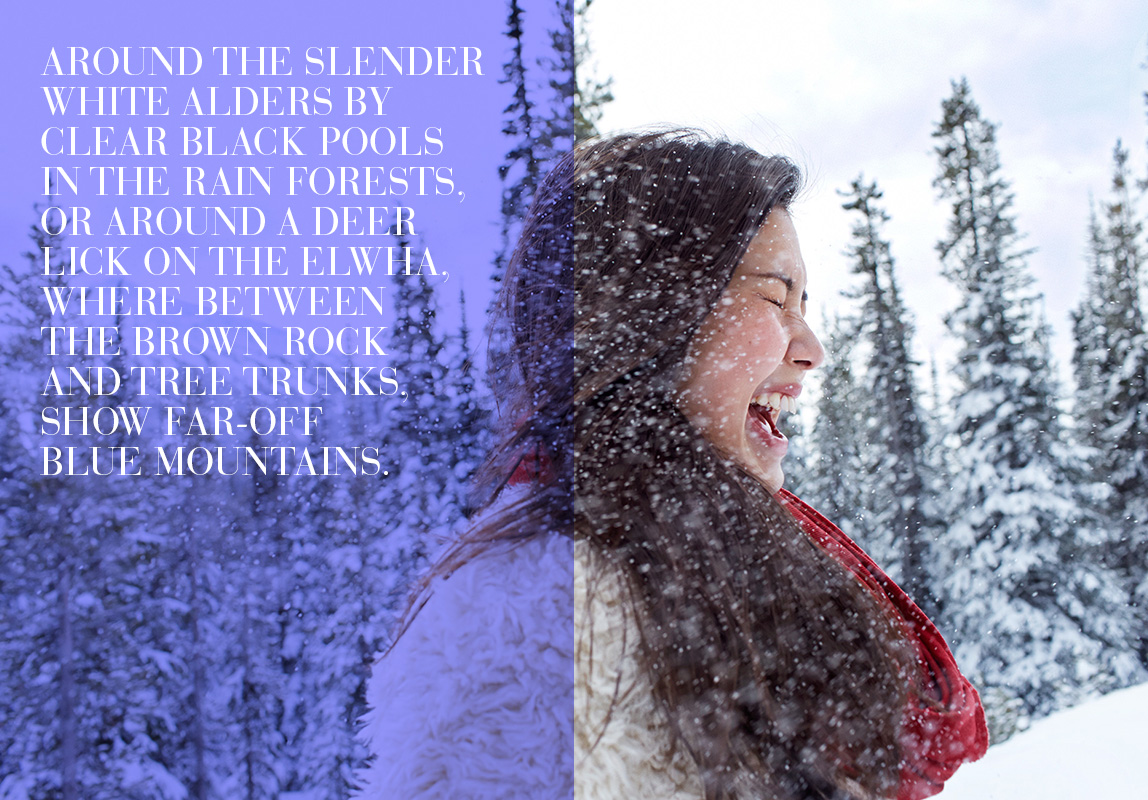 AROUND THE SLENDER
WHITE ALDERS BY
CLEAR BLACK POOLS
IN THE RAIN FORESTS,
OR AROUND A DEER
LICK ON THE ELWHA,
WHERE BETWEEN
THE BROWN ROCK
AND TREE TRUNKS,
SHOW FAR-OFF
BLUE MOUNTAINS.